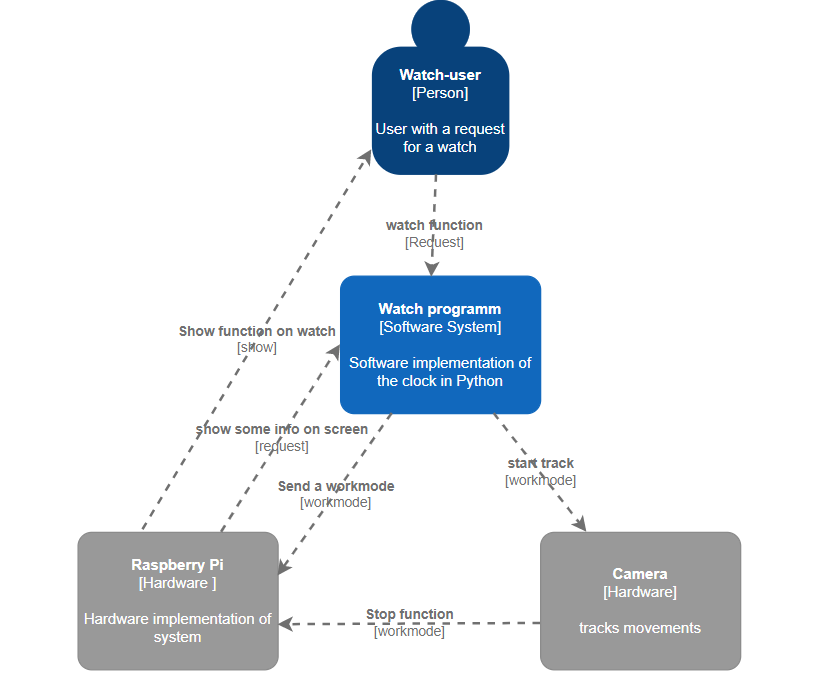 Watch-user
[Person]
User with a request
for a watch
watch function
[Request]
Watch programm
[Software System]
Software implementation of
the clock in Python
Show function on watch
[show]
show some info on screen
[request]
Send a workmode
[workmode]
start track
[workmode]
Raspberry Pi
[Hardware ]
Hardware implementation of
system
Stop function
[workmode]
Camera
[Hardware]
tracks movements